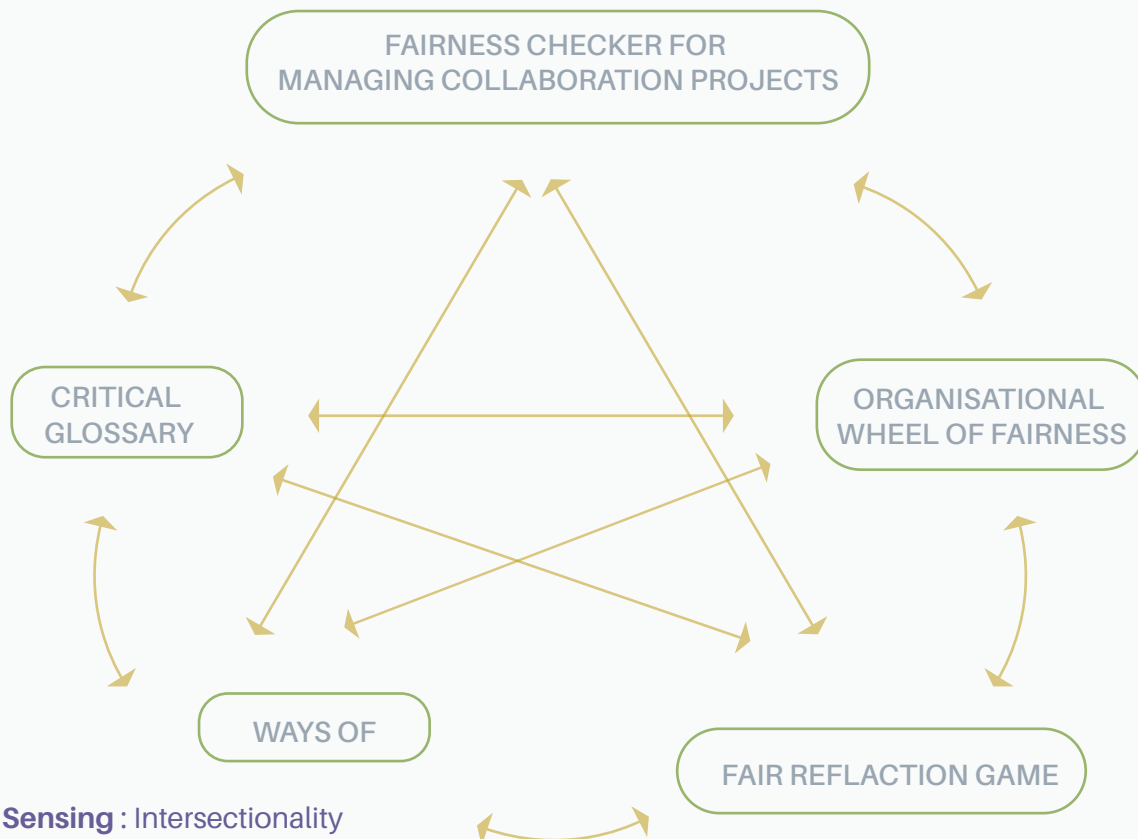 FAIRNESS CHECKER FOR
MANAGING COLLABORATION PROJECTS
CRITICAL
GLOSSARY
ORGANISATIONAL
WHEEL OF FAIRNESS
WAYS OF
FAIR REFLACTION GAME
Sensing : Intersectionality